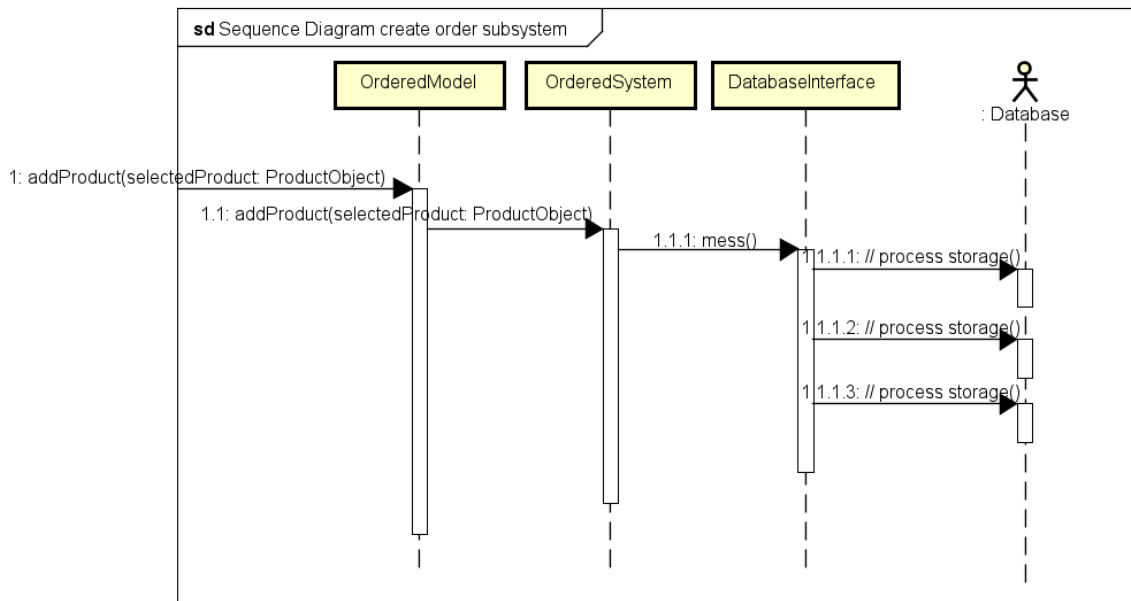 sd Sequence Diagram create order subsystem
OrderedModel
OrderedSystem
DatabaseInterface
: Database
1: addProduct(selectedProduct: ProductObject)
1.1: addProduct(selectedProduct: ProductObject)
1.1.1: mess()
1.1.1.1: // process storage()
1.1.1.2: // process storage()
1.1.1.3: // process storage()